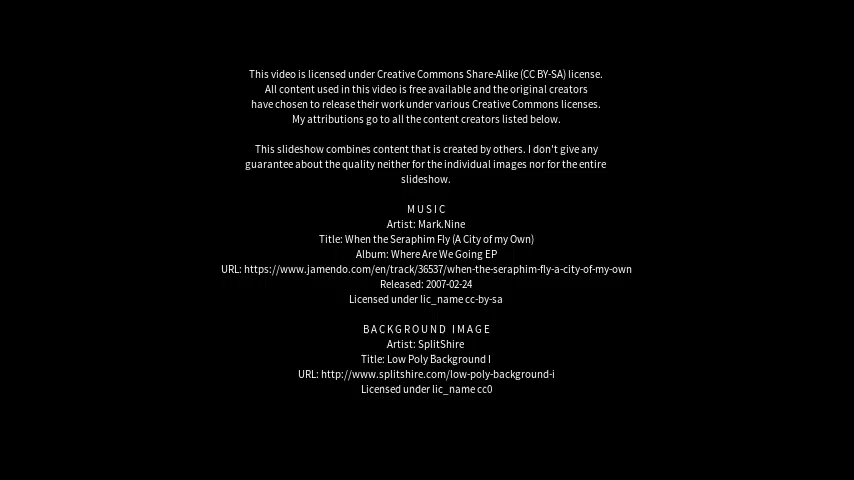 This video is licensed under Creative Commons Share-Alike (CC BY-SA) license.
All content used in this video is free available and the original creators
have chosen to release their work under various Creative Commons licenses.
My attributions go to all the content creators listed below.
This slideshow combines content that is created by others. I don't give any
guarantee about the quality neither for the individual images nor for the entire
slideshow.
MUSIC
Artist: Mark.Nine
Title: When the Seraphim Fly (A City of my Own)
Album: Where Are We Going EP
URL: https://www.jamendo.com/en/track/36537/when-the-seraphim-fly-a-city-of-my-own
Released: 2007-02-24
Licensed under lic_name cc-by-sa
BACKGROUND IMAGE
Artist: SplitShire
Title: Low Poly Background I
URL: http://www.splitshire.com/low-poly-background-i
Licensed under lic_name cc0